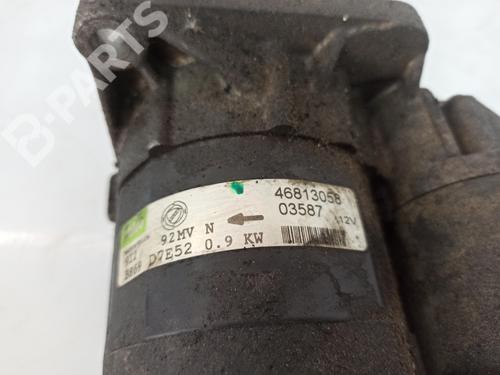 B-PARTS
46813058
03587
12V
92MV N
D7E52 0.9 KW